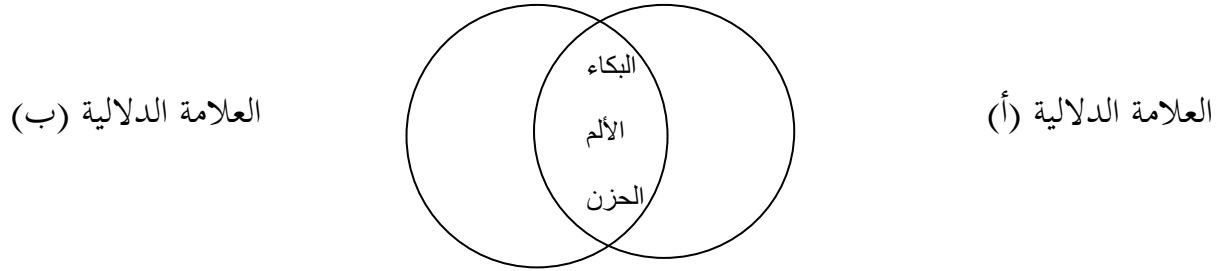 البكاء
العلامة الدلالية (أ)
العلامة الدلالية (ب)
الألم
الحزن